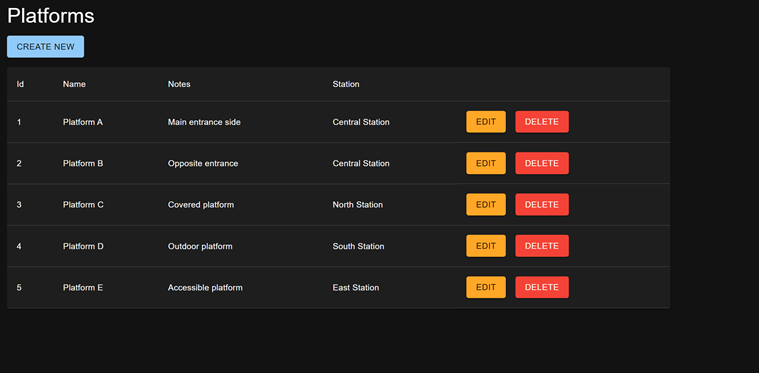 Platforms
CREATE NEW
Id Name Notes Station
1 Platform A Main entrance side Central Station EDIT DELETE
2 Platform B Opposite entrance Central Station EDIT DELETE
3 Platform C Covered platform North Station EDIT DELETE
4 Platform D Outdoor platform South Station EDIT DELETE
5 Platform E Accessible platform East Station EDIT DELETE